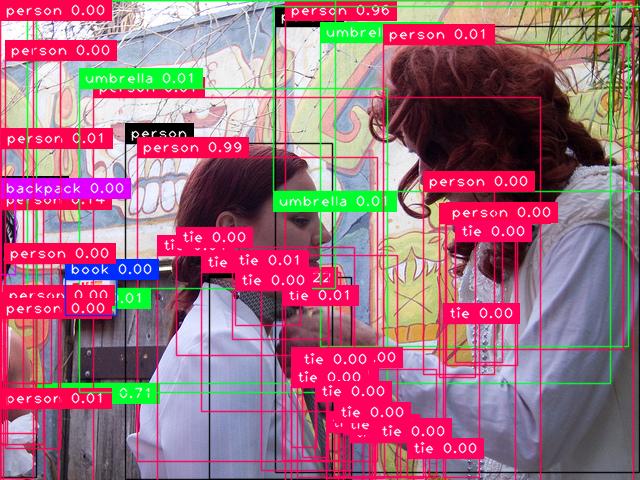 person 0.00
person 0.96
person 0.01
umbrel
person 0.00
umbrella 0.01
person
person 0.01
person 0.99
backpack 0.00
person 0.00
umbrella 0.01
person 0.00
tie 0.00
tie 0.00
person 0.00
tie 0.01
book 0.00
tie 0.00
22
tie 0.01
0.00
0.01
person 0.00
tie 0.00
tie 0.00
.00
tie 0.00
tie 0.00
0.71
person 0.01
tie 0.00
tie 0.00
tie 0.00